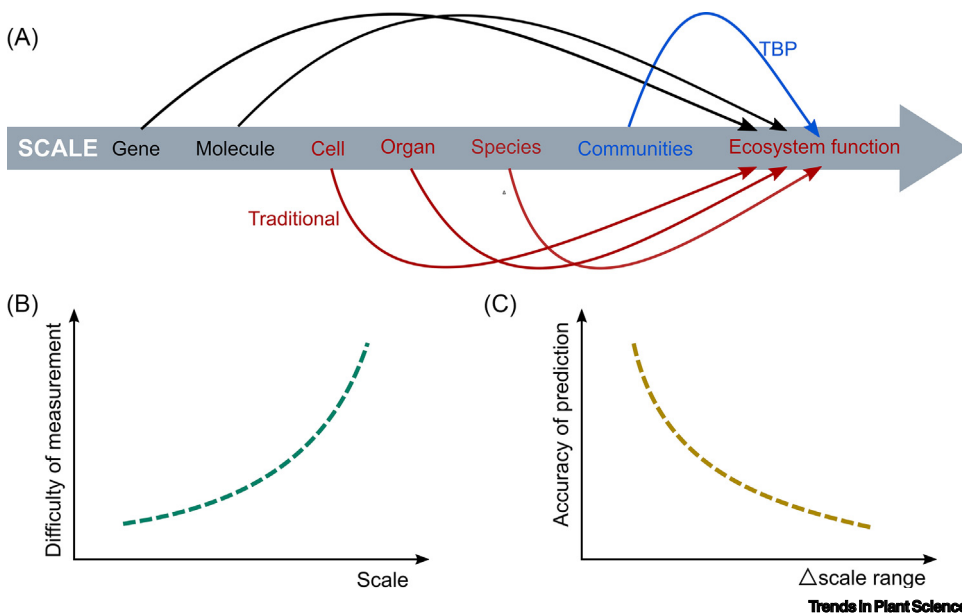 (A)
TBP
SCALE Gene Molecule Cell Organ Species Communities Ecosystem function
Traditional
(B)
Difficulty of measurement
Scale
(C)
Accuracy of prediction
△scale range
Trends in Plant Science